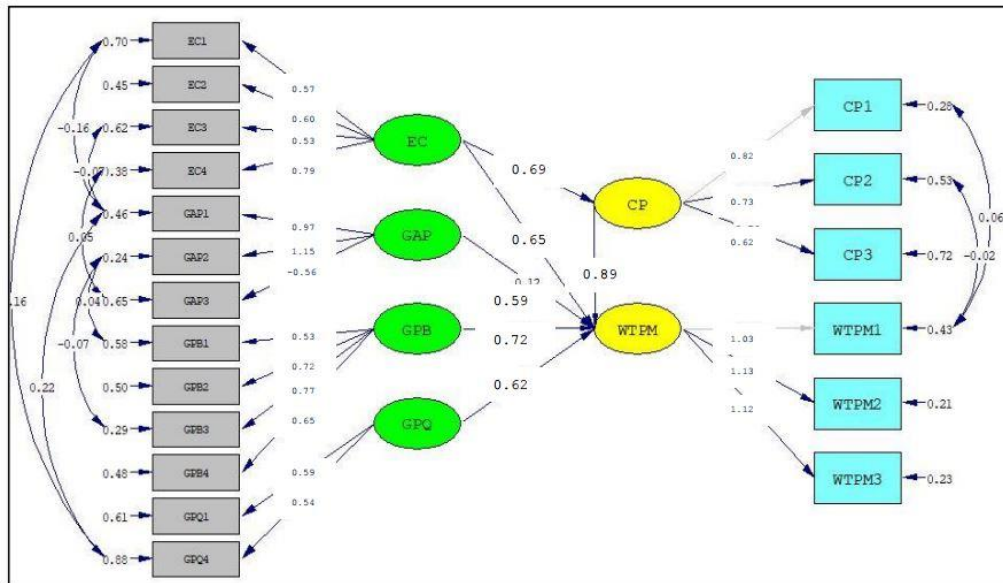 0.70 EC1
0.45 EC2
0.62 EC3
0.38 EC4
0.46 GAP1
0.24 GAP2
0.65 GAP3
0.58 GPB1
0.50 GPB2
0.29 GPB3
0.48 GPB4
0.61 GPQ1
0.88 GPQ4
-0.16
-0.07
0.05
0.04
-0.07
.16
0.22
0.57
0.60
0.53
0.79
0.97
1.15
-0.56
0.53
0.72
0.77
0.65
0.59
0.54
EC
GAP
GPB
GPQ
0.69
0.65
0.12
0.59
0.72
0.62
0.89
CP
WTPM
0.82
0.73
0.62
1.03
1.13
1.12
CP1 0.28
CP2 0.53
CP3 0.72
WTPM1 0.43
WTPM2 0.21
WTPM3 0.23
0.06
-0.02